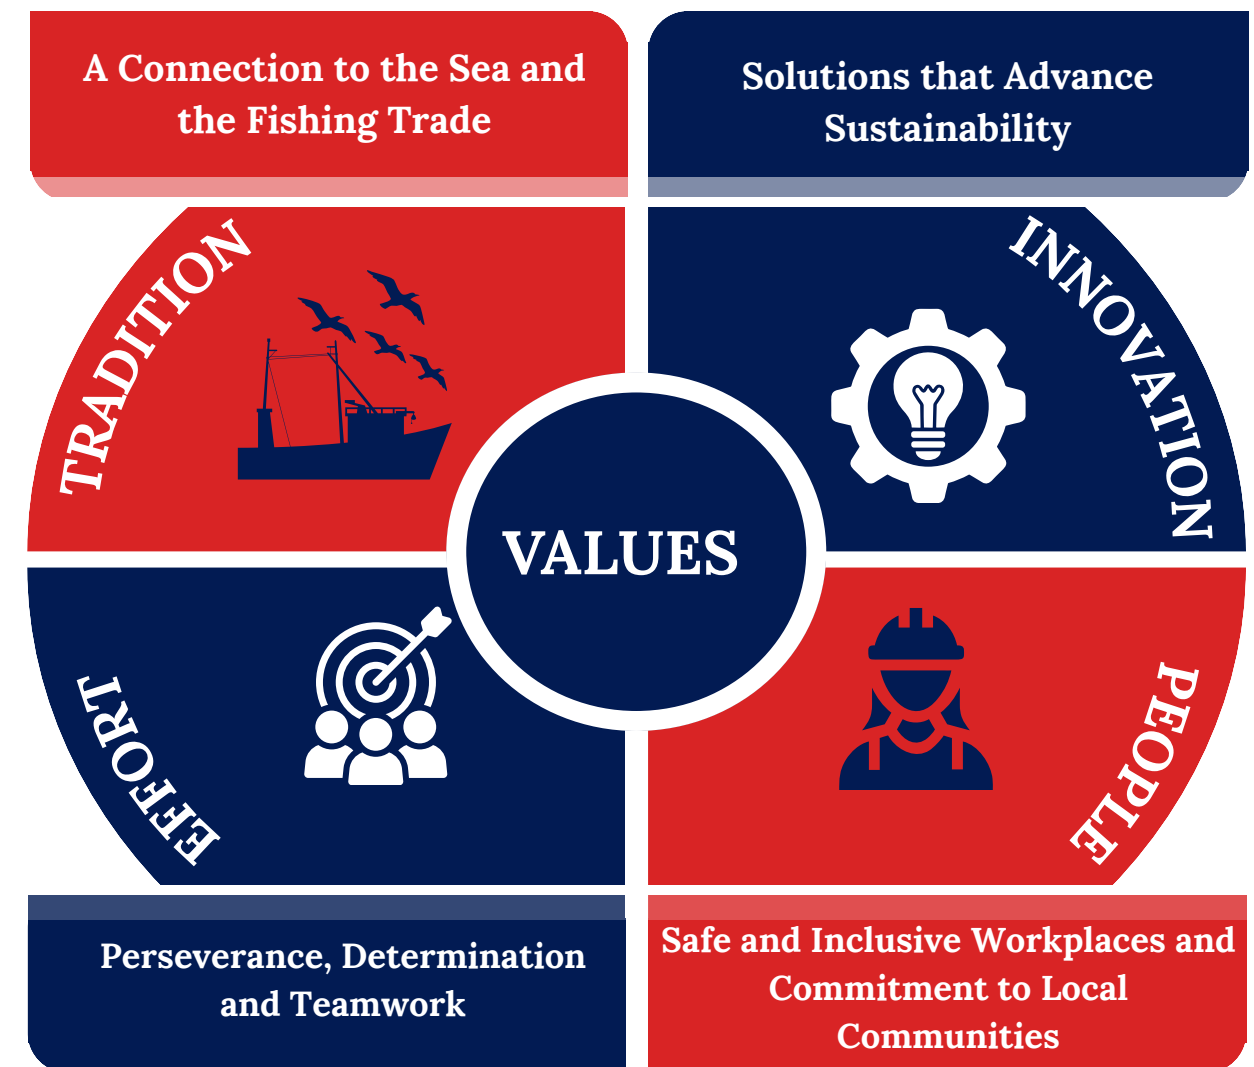 A Connection to the Sea and
the Fishing Trade
Solutions that Advance
Sustainability
TRADITION
INNOVATION
VALUES
EFFORT
PEOPLE
Perseverance, Determination
and Teamwork
Safe and Inclusive Workplaces and
Commitment to Local
Communities